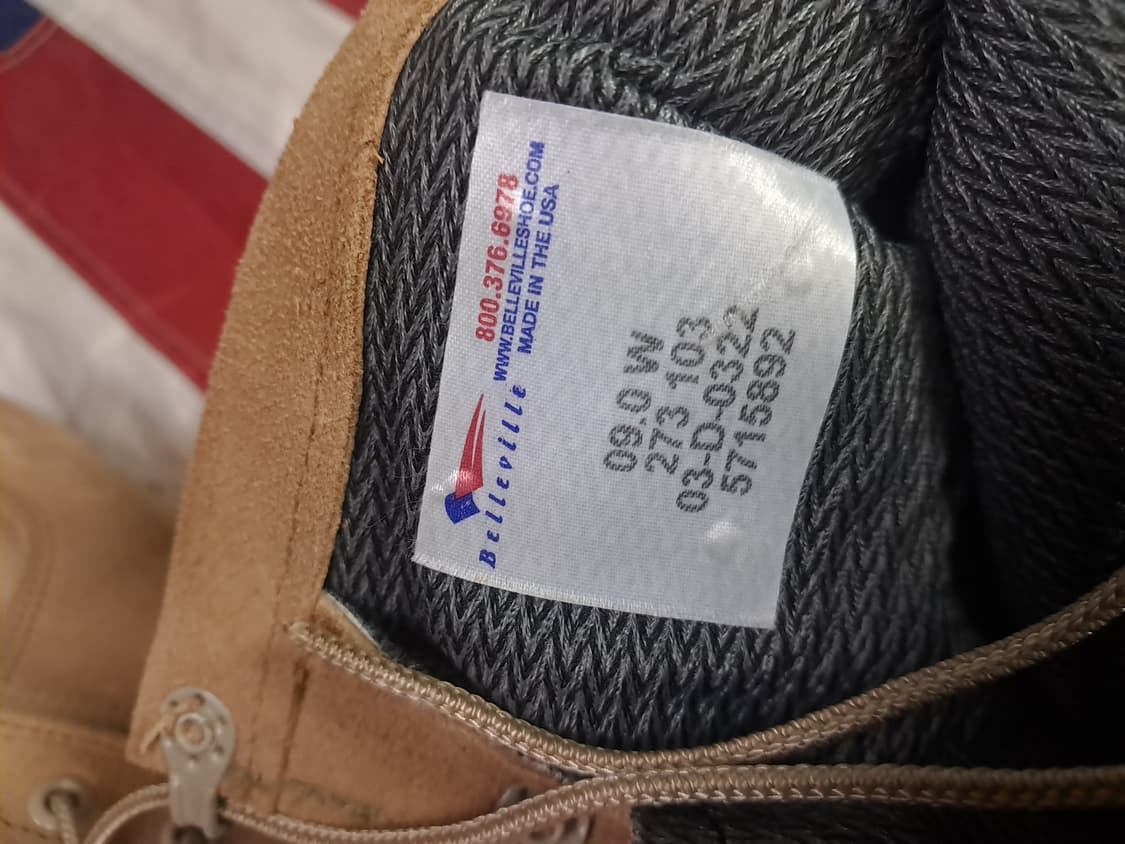 Belleville
800.376.6978
WWW.BELLEVILLESHOE.COM
MADE IN THE USA
09.0 W
273 103
03-D-0322
5715892